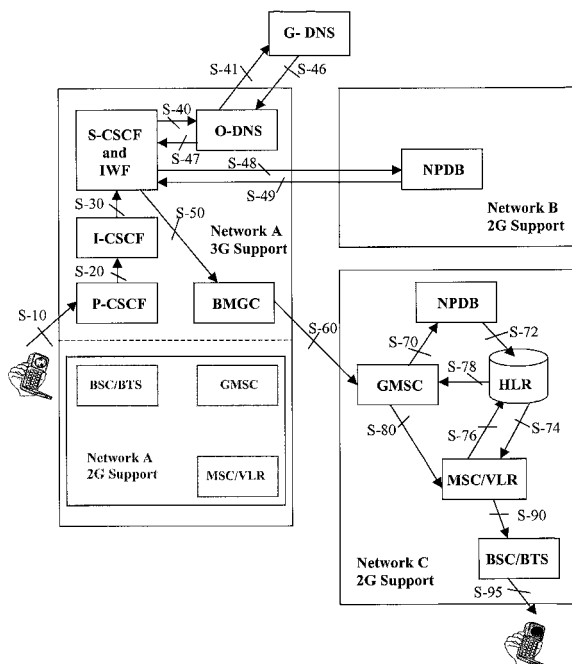 G- DNS
S-41
S-46
S-40
S-CSCF
and
IWF
O-DNS
S-47
S-48
NPDB
S-49
S-30
S-50
Network B
2G Support
I-CSCF
Network A
3G Support
S-20
S-10
P-CSCF
BMGC
NPDB
S-60
S-70
S-72
BSC/BTS
GMSC
GMSC
S-78
HLR
S-80
S-76
S-74
Network A
2G Support
MSC/VLR
MSC/VLR
S-90
Network C
2G Support
BSC/BTS
S-95